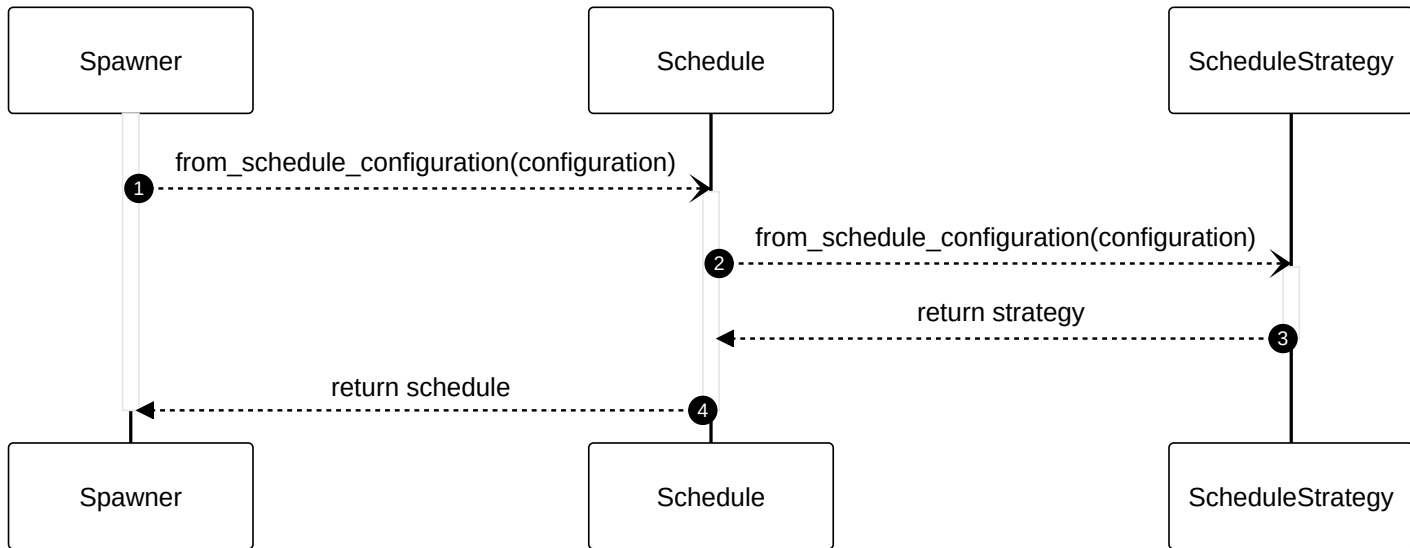 Spawner
Schedule
ScheduleStrategy
from_schedule_configuration(configuration)
1
from_schedule_configuration(configuration)
2
return strategy
3
return schedule
4
Spawner
Schedule
ScheduleStrategy